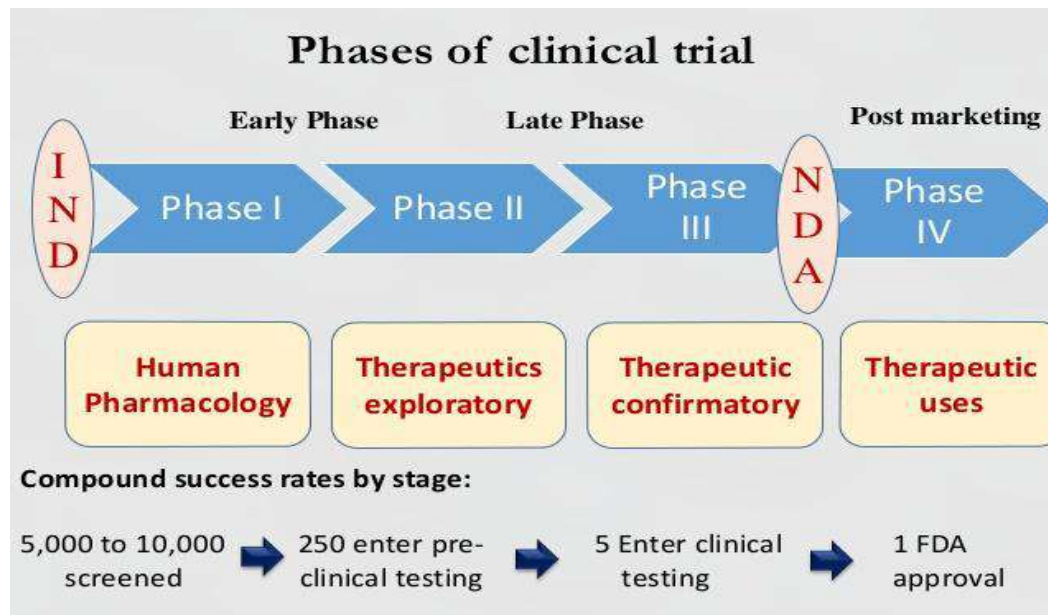 Phases of clinical trial
Early Phase
Late Phase
Post marketing
I
N
D
Phase I
Phase II
Phase
III
N
D
A
Phase
IV
Human
Pharmacology
Therapeutics
exploratory
Therapeutic
confirmatory
Therapeutic
uses
Compound success rates by stage:
5,000 to 10,000
screened
250 enter pre-
clinical testing
5 Enter clinical
testing
1 FDA
approval